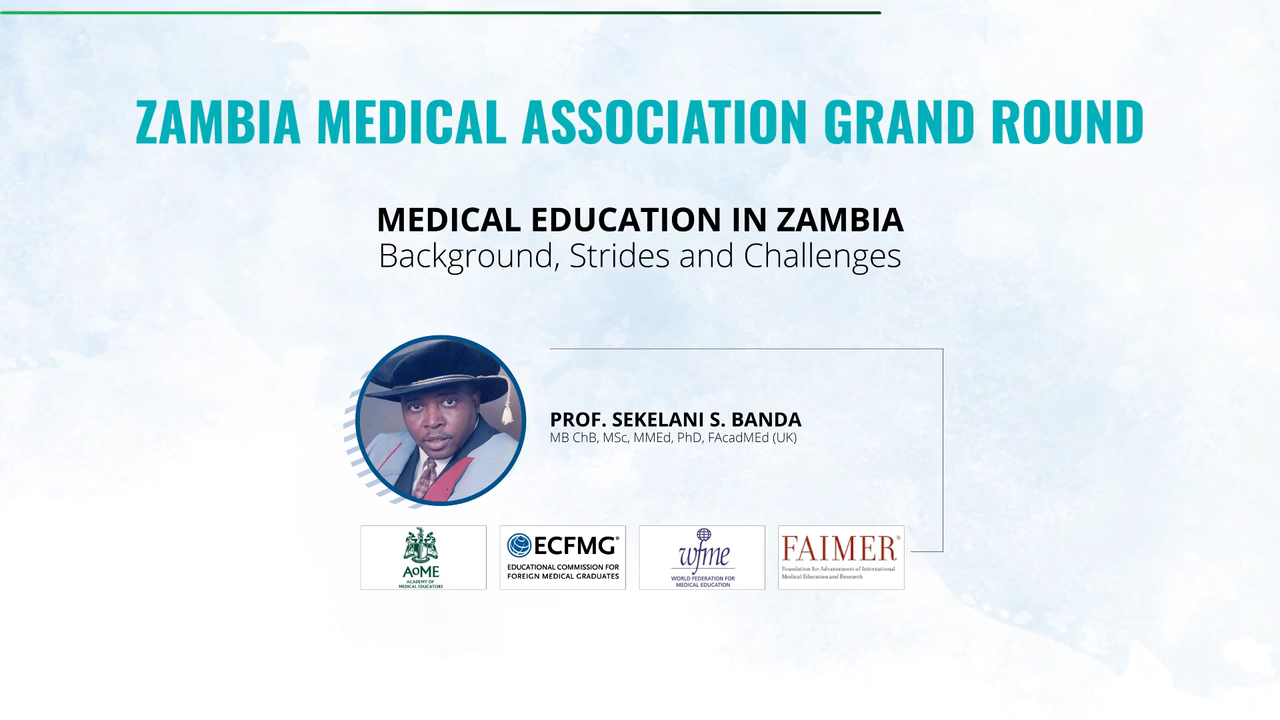 ZAMBIA MEDICAL ASSOCIATION GRAND ROUND
MEDICAL EDUCATION IN ZAMBIA
Background, Strides and Challenges
PROF. SEKELANI S. BANDA
MB ChB, MSc, MMEd, PhD, FAcadMEd (UK)
AoME
ACADEMY OF
MEDICAL EDUCATORS
ECFMG®
EDUCATIONAL COMMISSION FOR
FOREIGN MEDICAL GRADUATES
wfme
WORLD FEDERATION FOR
MEDICAL EDUCATION
FAIMER®
Foundation for Advancement of International
Medical Education and Research